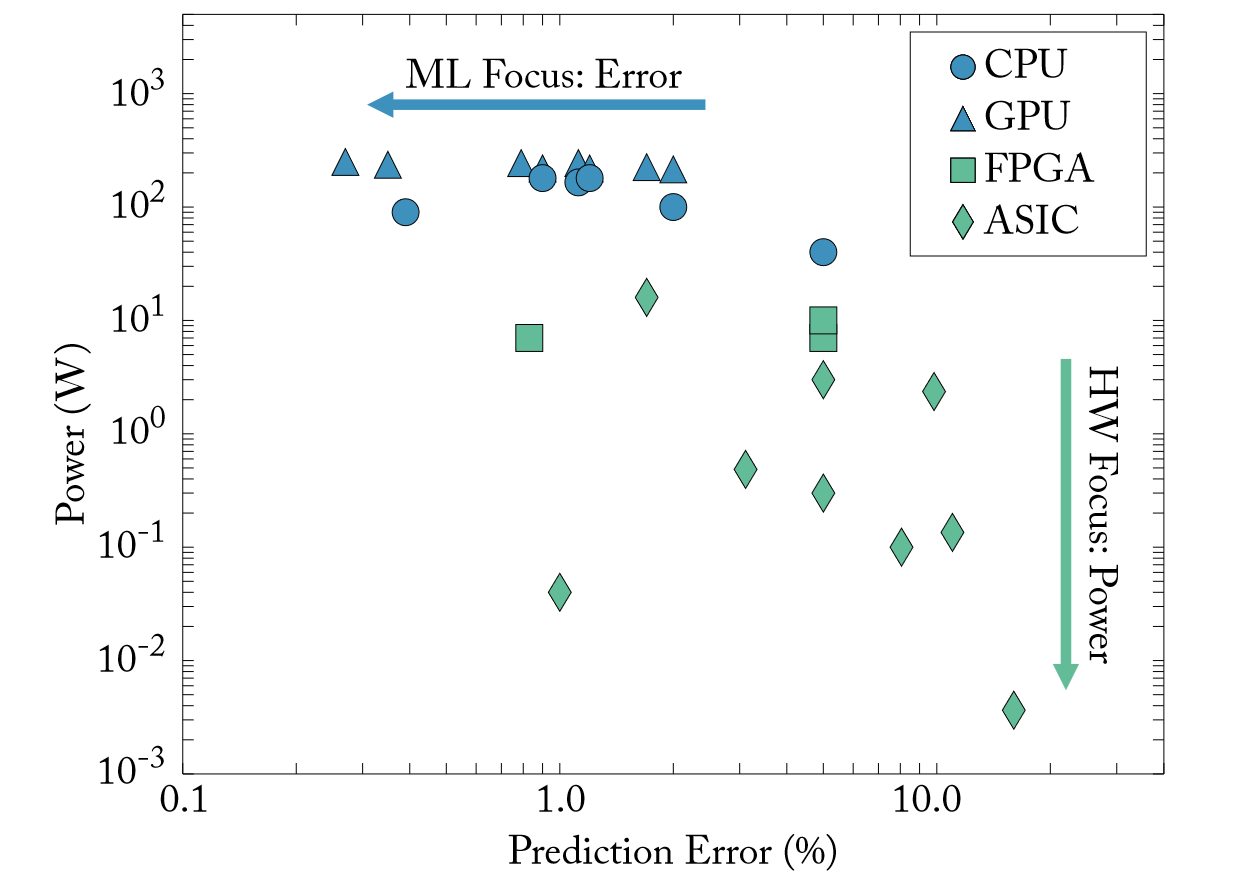 ML Focus: Error
CPU
GPU
FPGA
ASIC
10³
10²
10¹
10⁰
10⁻¹
10⁻²
10⁻³
Power (W)
HW Focus: Power
0.1 1.0 10.0
Prediction Error (%)